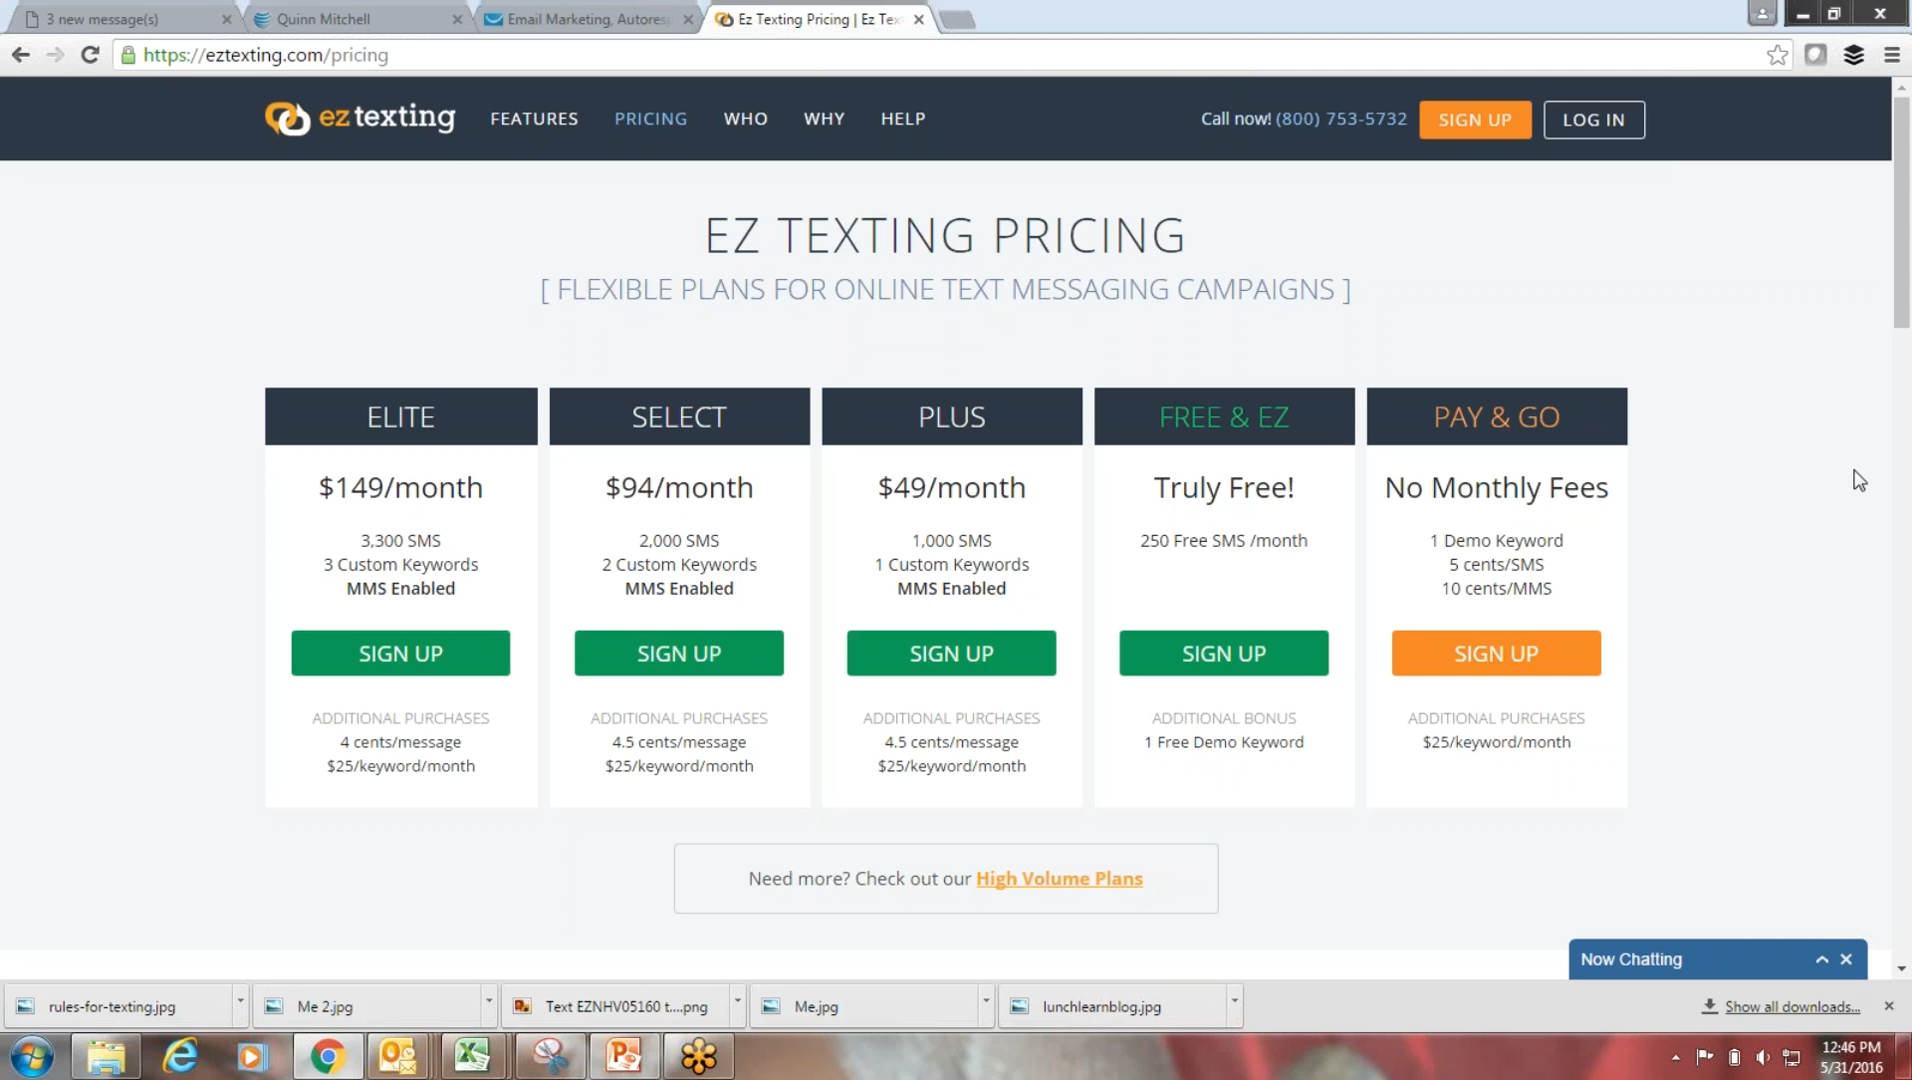 3 new message(s)
Quinn Mitchell
Email Marketing, Autores
Ez Texting Pricing | Ez Tex
https://eztexting.com/pricing
ez texting
FEATURES
PRICING
WHO
WHY
HELP
Call now! (800) 753-5732
SIGN UP
LOG IN
EZ TEXTING PRICING
[ FLEXIBLE PLANS FOR ONLINE TEXT MESSAGING CAMPAIGNS ]
ELITE
$149/month
3,300 SMS
3 Custom Keywords
MMS Enabled
SIGN UP
ADDITIONAL PURCHASES
4 cents/message
$25/keyword/month
SELECT
$94/month
2,000 SMS
2 Custom Keywords
MMS Enabled
SIGN UP
ADDITIONAL PURCHASES
4.5 cents/message
$25/keyword/month
PLUS
$49/month
1,000 SMS
1 Custom Keywords
MMS Enabled
SIGN UP
ADDITIONAL PURCHASES
4.5 cents/message
$25/keyword/month
FREE & EZ
Truly Free!
250 Free SMS /month
SIGN UP
ADDITIONAL BONUS
1 Free Demo Keyword
PAY & GO
No Monthly Fees
1 Demo Keyword
5 cents/SMS
10 cents/MMS
SIGN UP
ADDITIONAL PURCHASES
$25/keyword/month
Need more? Check out our High Volume Plans
Now Chatting
rules-for-texting.jpg
Me 2.jpg
Text EZNHV05160 t....png
Me.jpg
lunchlearnblog.jpg
Show all downloads...
12:46 PM
5/31/2016